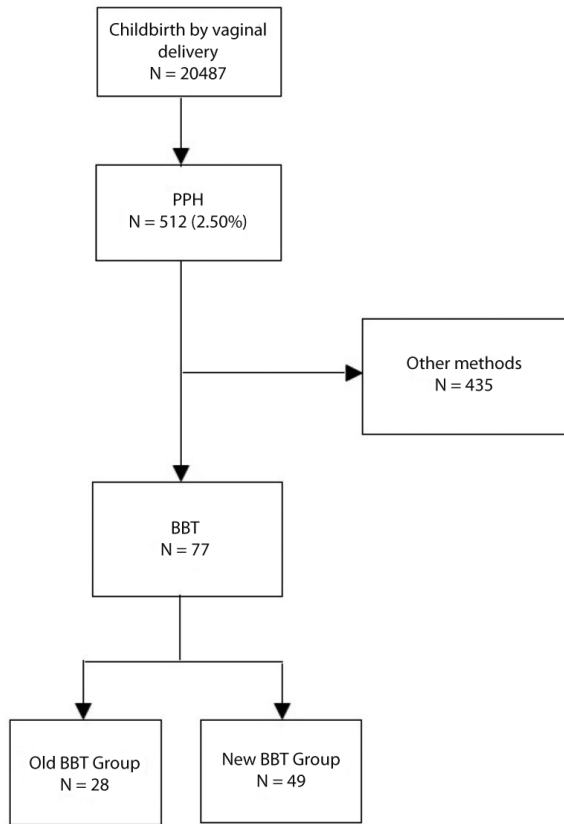 Childbirth by vaginal
delivery
N = 20487
PPH
N = 512 (2.50%)
Other methods
N = 435
BBT
N = 77
Old BBT Group
N = 28
New BBT Group
N = 49